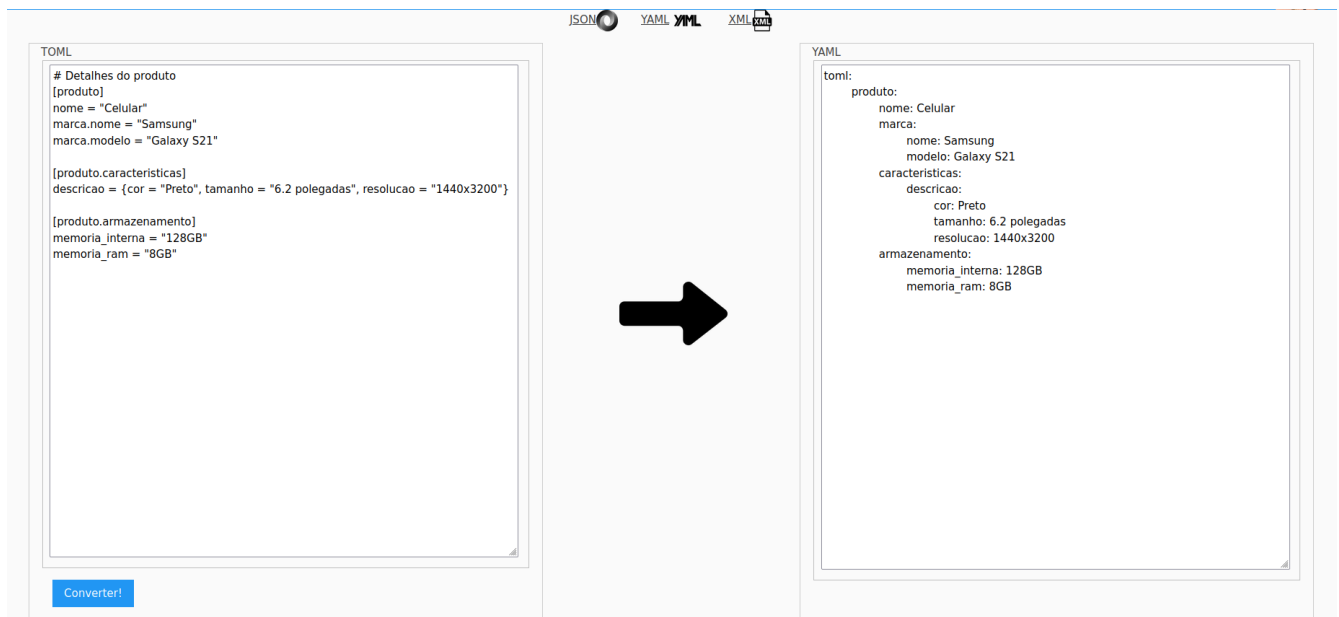 JSON YAML YAML XML XML
TOML
# Detalhes do produto
[produto]
nome = "Celular"
marca.nome = "Samsung"
marca.modelo = "Galaxy S21"
[produto.caracteristicas]
descricao = {cor = "Preto", tamanho = "6.2 polegadas", resolucao = "1440x3200"}
[produto.armazenamento]
memoria_interna = "128GB"
memoria_ram = "8GB"
Converter!
YAML
toml:
produto:
nome: Celular
marca:
nome: Samsung
modelo: Galaxy S21
caracteristicas:
descricao:
cor: Preto
tamanho: 6.2 polegadas
resolucao: 1440x3200
armazenamento:
memoria_interna: 128GB
memoria_ram: 8GB